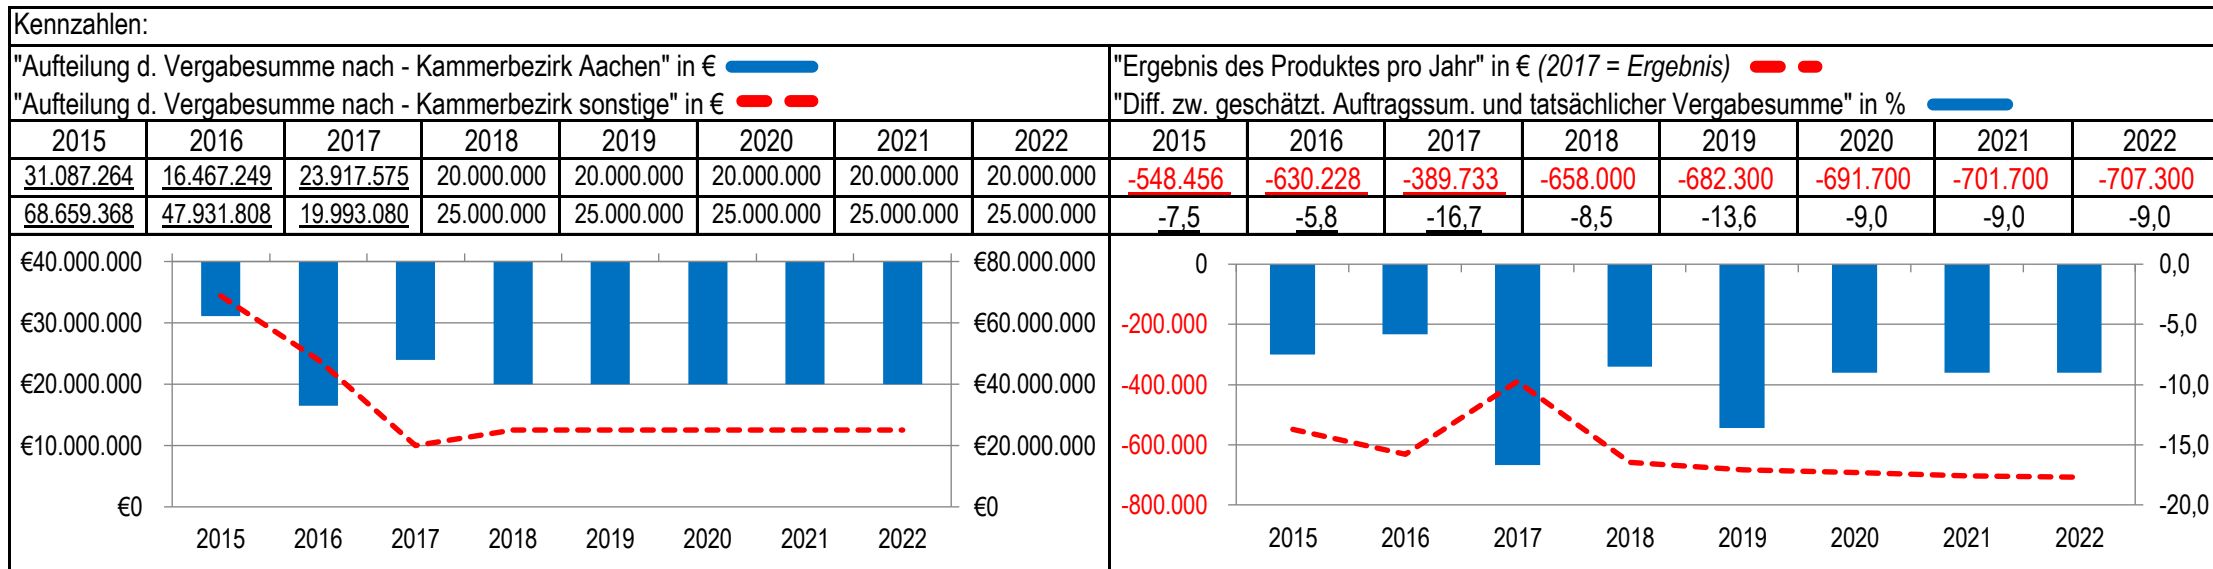 Kennzahlen:
"Aufteilung d. Vergabesumme nach - Kammerbezirk Aachen" in €
"Aufteilung d. Vergabesumme nach - Kammerbezirk sonstige" in €
2015 2016 2017 2018 2019 2020 2021 2022
31.087.264 16.467.249 23.917.575 20.000.000 20.000.000 20.000.000 20.000.000 20.000.000
68.659.368 47.931.808 19.993.080 25.000.000 25.000.000 25.000.000 25.000.000 25.000.000
€40.000.000 €80.000.000
€30.000.000 €60.000.000
€20.000.000 €40.000.000
€10.000.000 €20.000.000
€0 €0
2015 2016 2017 2018 2019 2020 2021 2022
"Ergebnis des Produktes pro Jahr" in € (2017 = Ergebnis)
"Diff. zw. geschätzt. Auftragssum. und tatsächlicher Vergabesumme" in %
2015 2016 2017 2018 2019 2020 2021 2022
-548.456 -630.228 -389.733 -658.000 -682.300 -691.700 -701.700 -707.300
-7,5 -5,8 -16,7 -8,5 -13,6 -9,0 -9,0 -9,0
0 0,0
-200.000 -5,0
-400.000 -10,0
-600.000 -15,0
-800.000 -20,0
2015 2016 2017 2018 2019 2020 2021 2022